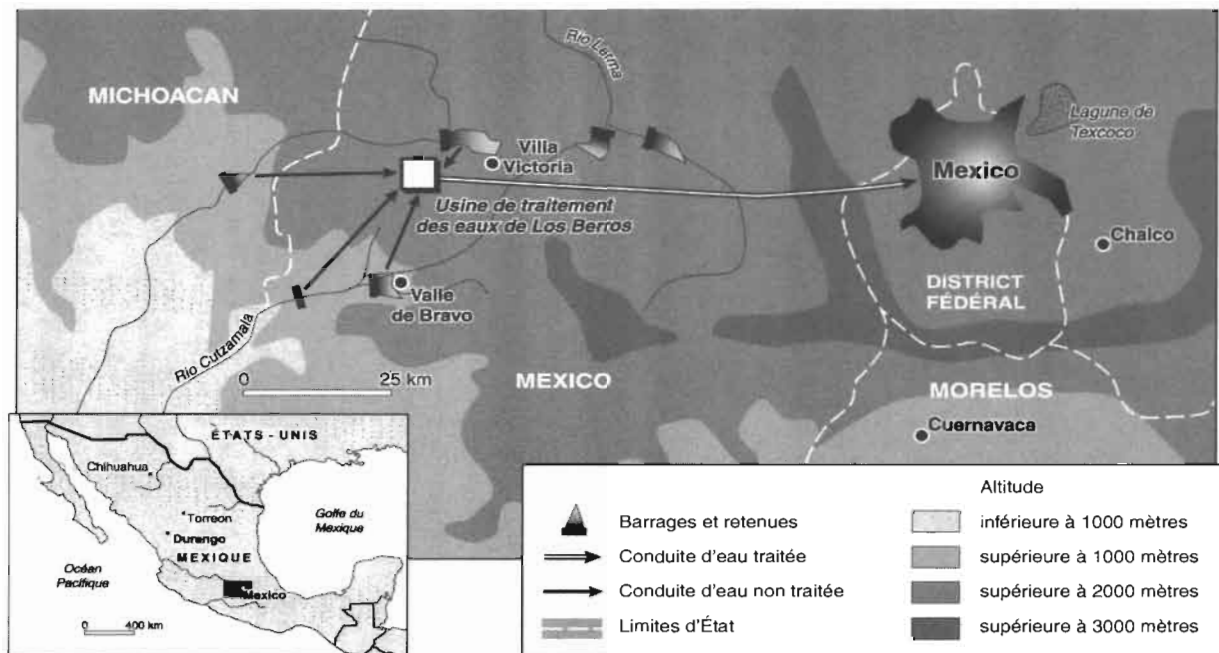 Rio Lerma
MICHOACAN
Lagune de
Texcoco
Villa
Victoria
Mexico
Usine de traitement
des eaux de Los Berros
Chalco
DISTRICT
FÉDÉRAL
Valle
de Bravo
Rio Cutzamala
0 25 km
MEXICO
MORELOS
Cuernavaca
ÉTATS - UNIS
Chihuahua
Torreon
Durengo
Golfe du
Mexique
MEXIQUE
Océan
Pacifique
Mexico
0 400 km
Barrages et retenues
Conduite d'eau traitée
Conduite d'eau non traitée
Limites d'État
Altitude
inférieure à 1000 mètres
supérieure à 1000 mètres
supérieure à 2000 mètres
supérieure à 3000 mètres